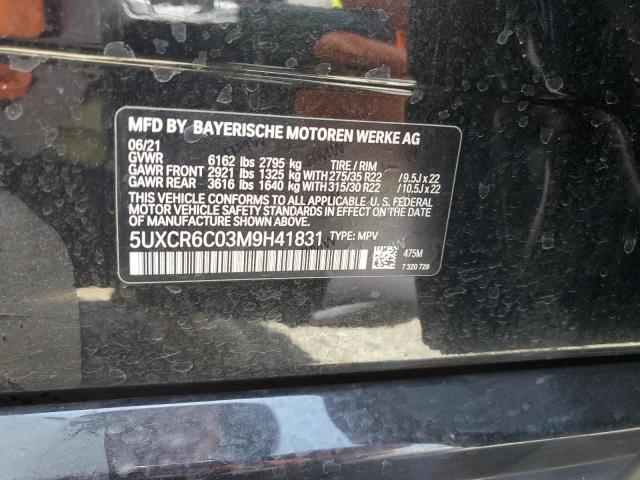 MFD BY BAYERISCHE MOTOREN WERKE AG
06/21
GVWR 6162 lbs 2795 kg TIRE / RIM
GAWR FRONT 2921 lbs 1325 kg WITH 275/35 R22 /9.5J x 22
GAWR REAR 3616 lbs 1640 kg WITH 315/30 R22 /10.5J x 22
THIS VEHICLE CONFORMS TO ALL APPLICABLE U. S. FEDERAL
MOTOR VEHICLE SAFETY STANDARDS IN EFFECT ON THE DATE
OF MANUFACTURE SHOWN ABOVE.
5UXCR6C03M9H41831 TYPE: MPV
475M
7 320 729